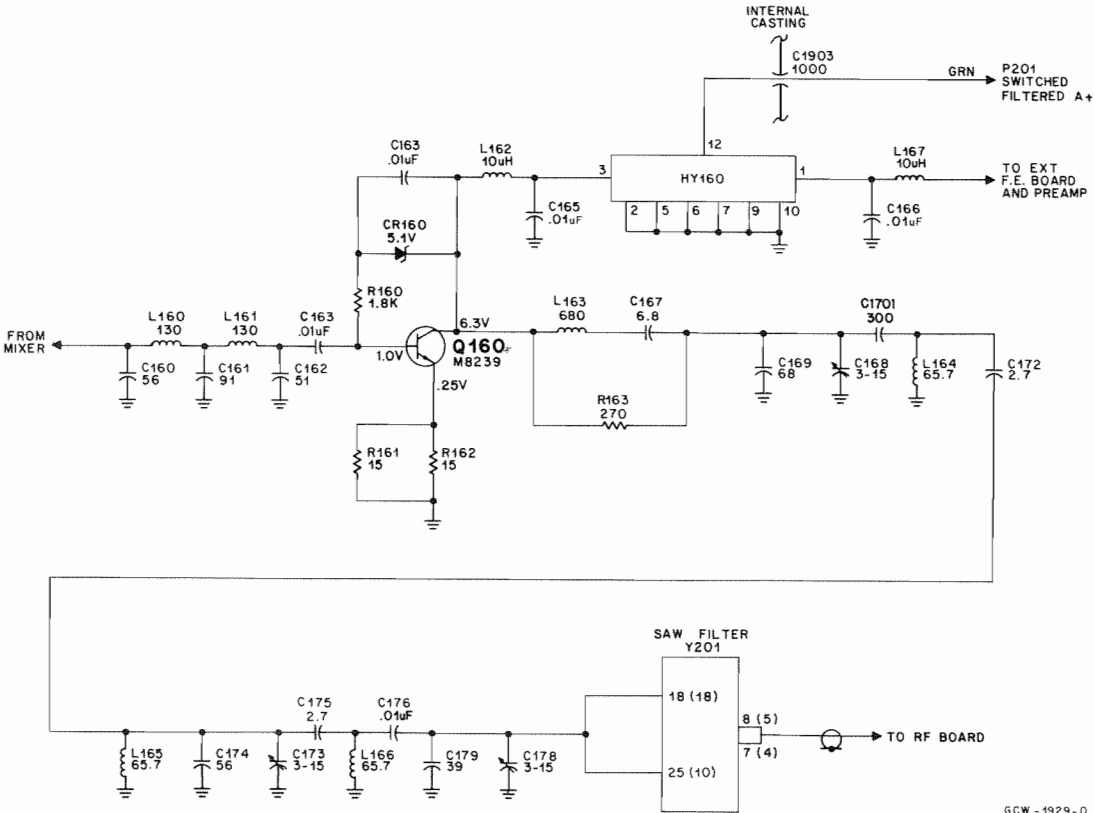 INTERNAL
CASTING
C1903
1000
GRN
P201
SWITCHED
FILTERED A+
C163
.01uF
L162
10uH
3
12
HY160
1
L167
10uH
TO EXT
F.E. BOARD
AND PREAMP
C165
.01uF
2 5 6 7 9 10
C166
.01uF
CR160
5.1V
R160
1.8K
FROM
MIXER
L160
130
L161
130
C163
.01uF
1.0V
6.3V
Q160
M8239
.25V
L163
680
C167
6.8
C1701
300
C160
56
C161
91
C162
51
C169
68
C168
3-15
L164
65.7
C172
2.7
R163
270
R161
15
R162
15
SAW FILTER
Y201
18 (18)
8 (5)
7 (4)
TO RF BOARD
25 (10)
C175
2.7
C176
.01uF
L165
65.7
C174
56
C173
3-15
L166
65.7
C179
39
C178
3-15
GCW-1929-O